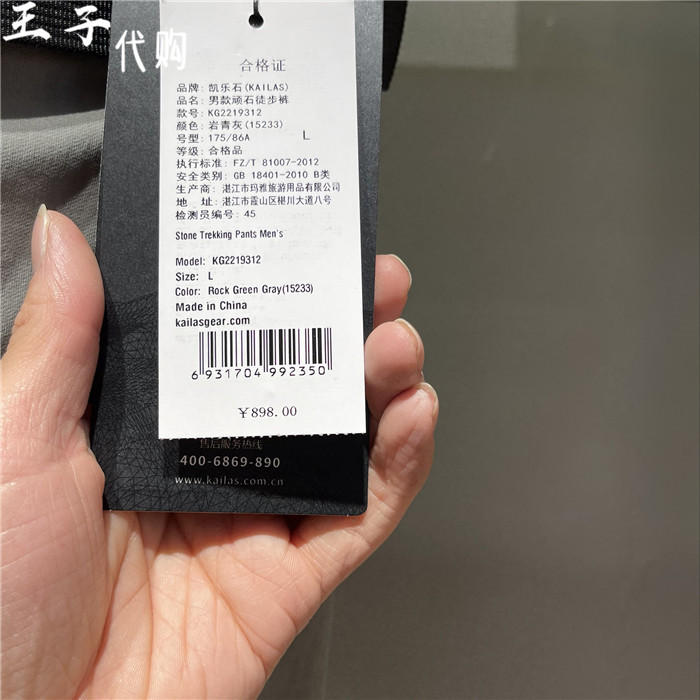 王子代购
合格证
品牌: 凯乐石(KAILAS)
品名: 男款顽石徒步裤
款号: KG2219312
颜色: 岩青灰(15233)
号型: 175/86A L
等级: 合格品
执行标准: FZ/T 81007-2012
安全类别: GB 18401-2010 B类
生产商: 湛江市玛雅旅游用品有限公司
地 址: 湛江市霞山区椹川大道八号
检测员编号: 45
Stone Trekking Pants Men's
Model: KG2219312
Size: L
Color: Rock Green Gray(15233)
Made in China
kailasgear.com
6 931704 992350
¥898.00
售后服务热线
400-6869-890
www.kailas.com.cn